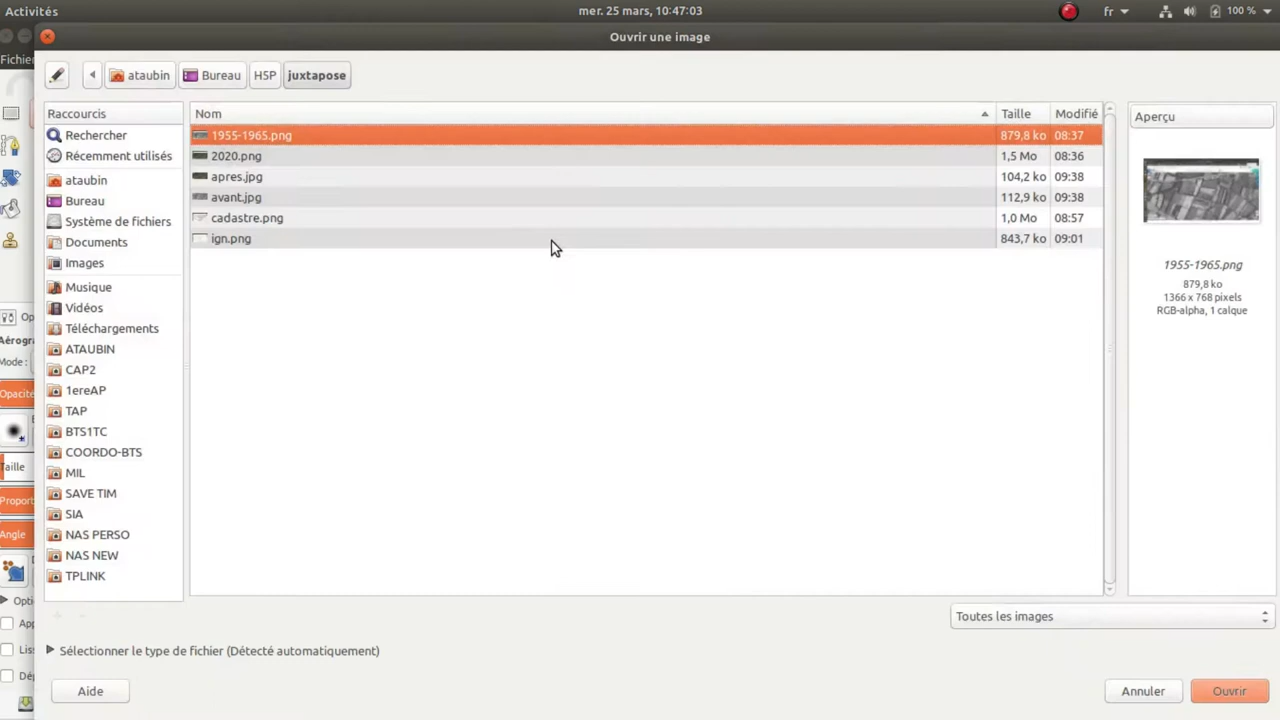 Activités
mer. 25 mars, 10:47:03
fr
100 %
Ouvrir une image
Fichier
ataubin
Bureau
HSP
juxtapose
Raccourcis
Rechercher
Récemment utilisés
ataubin
Bureau
Système de fichiers
Documents
Images
Musique
Vidéos
Téléchargements
ATAUBIN
CAP2
1ereAP
TAP
BTS1TC
COORDO-BTS
MIL
SAVE TIM
SIA
NAS PERSO
NAS NEW
TPLINK
Nom Taille Modifié
1955-1965.png 879,8 ko 08:37
2020.png 1,5 Mo 08:36
apres.jpg 104,2 ko 09:38
avant.jpg 112,9 ko 09:38
cadastre.png 1,0 Mo 08:57
ign.png 843,7 ko 09:01
Aperçu
1955-1965.png
879,8 ko
1366 x 768 pixels
RGB-alpha, 1 calque
Op
Aérogr
Mode :
Opacité
Taille
Proport
Angle
Opti
App
Liss
Dép
Toutes les images
Sélectionner le type de fichier (Détecté automatiquement)
Aide
Annuler
Ouvrir